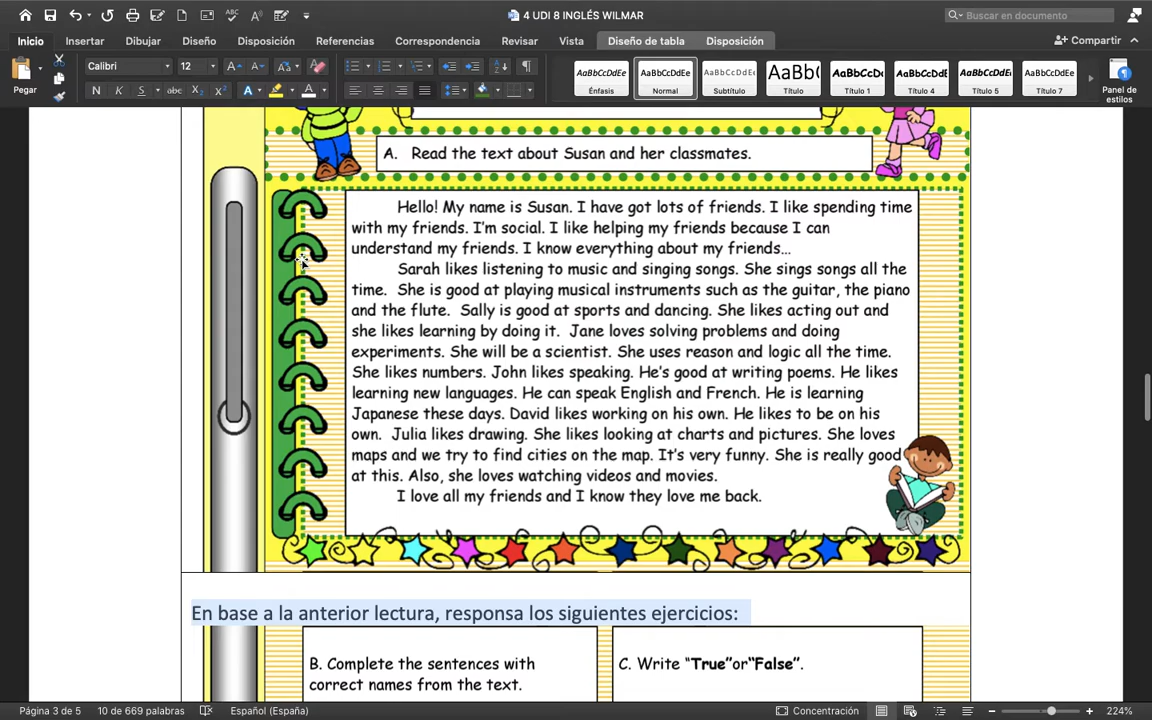 4 UDI 8 INGLÉS WILMAR
Buscar en documento
Inicio
Insertar
Dibujar
Diseño
Disposición
Referencias
Correspondencia
Revisar
Vista
Diseño de tabla
Disposición
Compartir
Pegar
Calibri
12
N
K
S
abc
X2
X2
A
A
AaBbCcDdEe
Énfasis
AaBbCcDdEe
Normal
AaBbCcDdEe
Subtítulo
AaBb(
Título
AaBbCcDc
Título 1
AaBbCcDdE
Título 4
AaBbCcDdE
Título 5
AaBbCcDdEe
Título 7
Panel de
estilos
A. Read the text about Susan and her classmates.
Hello! My name is Susan. I have got lots of friends. I like spending time
with my friends. I'm social. I like helping my friends because I can
understand my friends. I know everything about my friends...
Sarah likes listening to music and singing songs. She sings songs all the
time. She is good at playing musical instruments such as the guitar, the piano
and the flute. Sally is good at sports and dancing. She likes acting out and
she likes learning by doing it. Jane loves solving problems and doing
experiments. She will be a scientist. She uses reason and logic all the time.
She likes numbers. John likes speaking. He's good at writing poems. He likes
learning new languages. He can speak English and French. He is learning
Japanese these days. David likes working on his own. He likes to be on his
own. Julia likes drawing. She likes looking at charts and pictures. She loves
maps and we try to find cities on the map. It's very funny. She is really good
at this. Also, she loves watching videos and movies.
I love all my friends and I know they love me back.
En base a la anterior lectura, responsa los siguientes ejercicios:
B. Complete the sentences with
correct names from the text.
C. Write "True"or"False".
Página 3 de 5
10 de 669 palabras
Español (España)
Concentración
224%